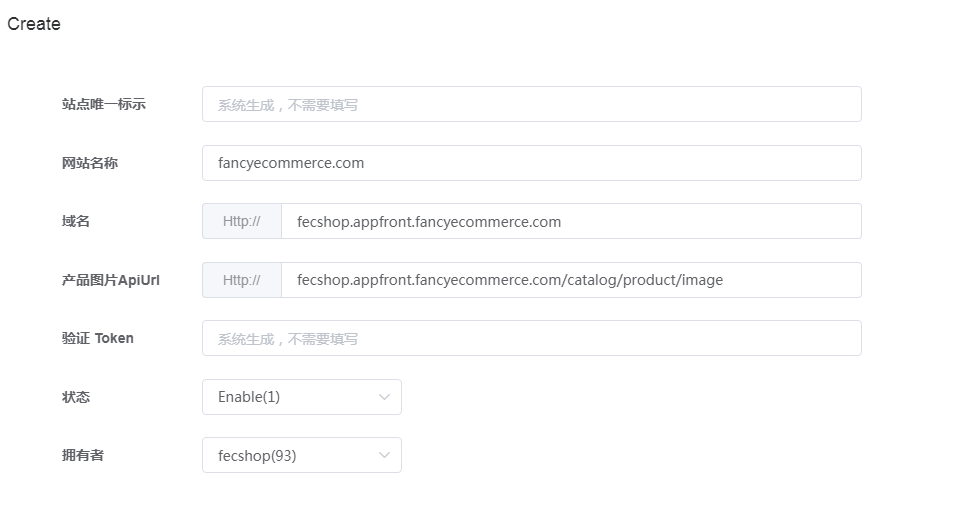 Create
站点唯一标示 系统生成，不需要填写
网站名称 fancyecommerce.com
域名 Http:// fecshop.appfront.fancyecommerce.com
产品图片ApiUrl Http:// fecshop.appfront.fancyecommerce.com/catalog/product/image
验证 Token 系统生成，不需要填写
状态 Enable(1)
拥有者 fecshop(93)